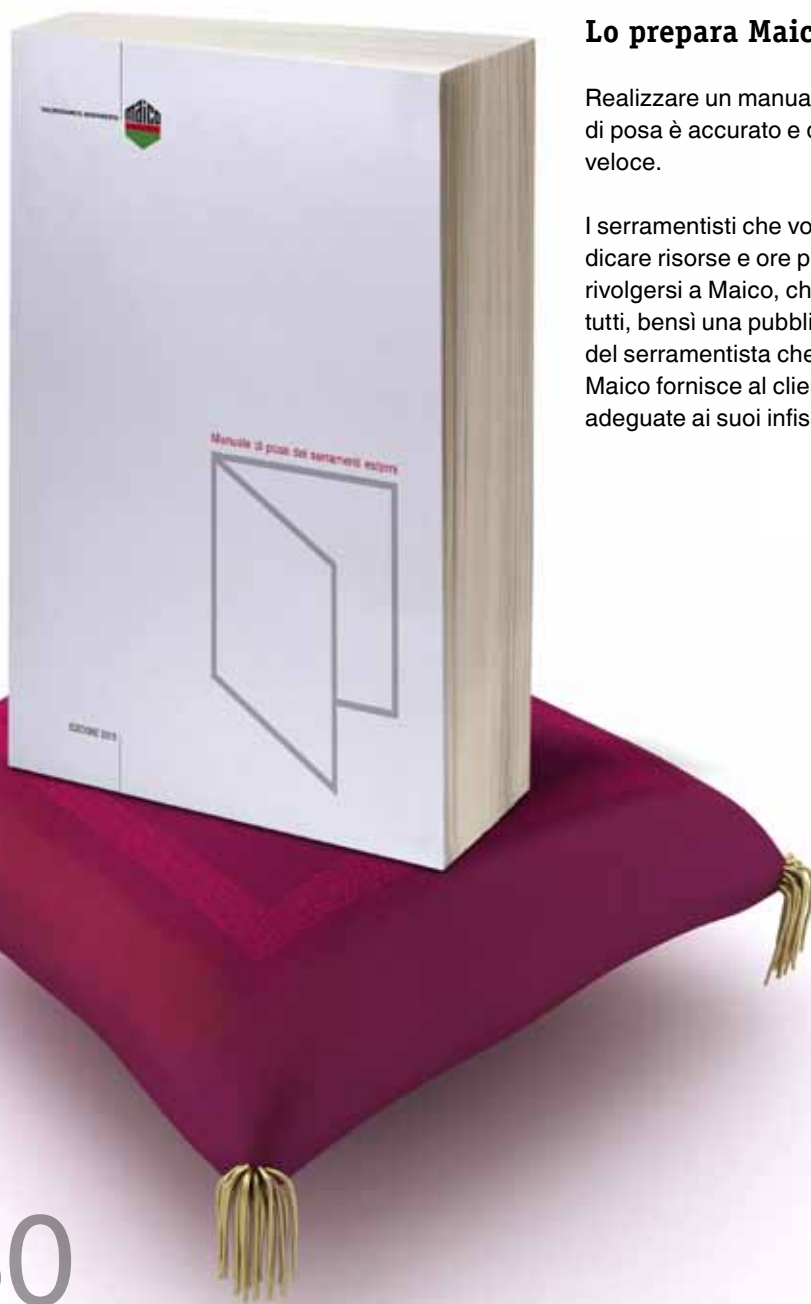 maico
Manuale di posa dei serramenti esterni
Lo prepara Maic
Realizzare un manua
di posa è accurato e
veloce.
I serramentisti che vo
dicare risorse e ore p
rivolgersi a Maico, ch
tutti, bensì una pubbli
del serramentista che
Maico fornisce al clie
adeguate ai suoi infis
0